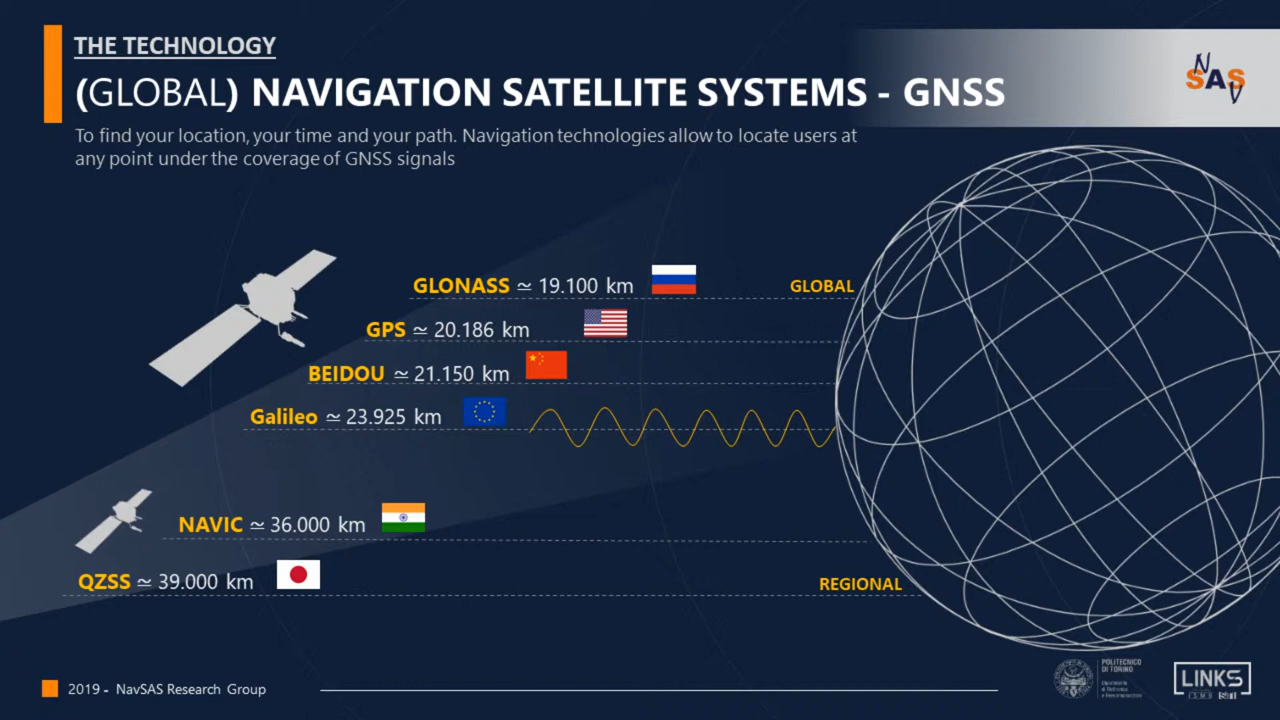 THE TECHNOLOGY
(GLOBAL) NAVIGATION SATELLITE SYSTEMS - GNSS
NAV
SAS
To find your location, your time and your path. Navigation technologies allow to locate users at
any point under the coverage of GNSS signals
GLONASS ≃ 19.100 km
GLOBAL
GPS ≃ 20.186 km
BEIDOU ≃ 21.150 km
Galileo ≃ 23.925 km
NAVIC ≃ 36.000 km
QZSS ≃ 39.000 km
REGIONAL
2019 - NavSAS Research Group
POLITECNICO
DI TORINO
LINKS